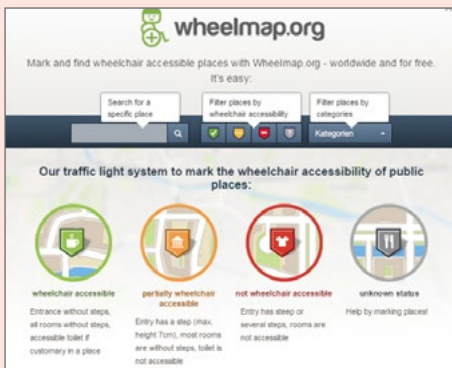 wheelmap.org
Mark and find wheelchair accessible places with Wheelmap.org - worldwide and for free.
It's easy:
Search for a
specific place
Filter places by
wheelchair accessibility
Filter places by
categories
Kategorien
Our traffic light system to mark the wheelchair accessibility of public
places:
wheelchair accessible
Entrance without steps,
all rooms without steps,
accessible toilet if
customary in a place
partially wheelchair
accessible
Entry has a step (max.
height 7cm), most rooms
are without steps, toilet is
not accessible
not wheelchair accessible
Entry has steep or
several steps, rooms are
not accessible
unknown status
Help by marking places!